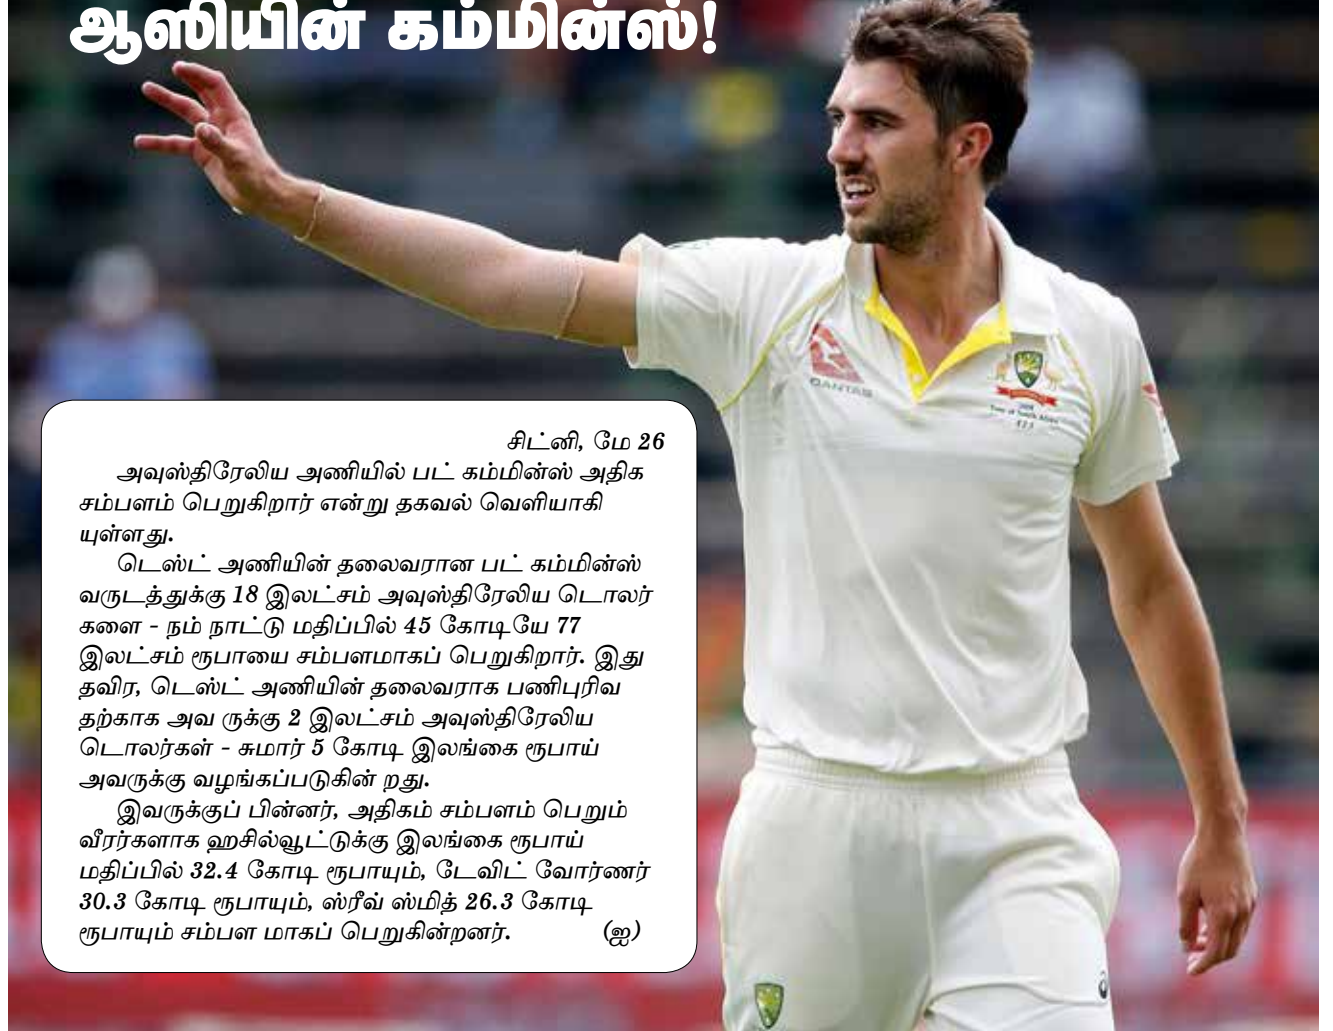 ஆஸியின் கம்மின்ஸ்!
QANTAS
சிட்னி, மே 26
அவுஸ்திரேலிய அணியில் பட் கம்மின்ஸ் அதிக
சம்பளம் பெறுகிறார் என்று தகவல் வெளியாகி
யுள்ளது.
டெஸ்ட் அணியின் தலைவரான பட் கம்மின்ஸ்
வருடத்துக்கு 18 இலட்சம் அவுஸ்திரேலிய டொலர்
களை - நம் நாட்டு மதிப்பில் 45 கோடியே 77
இலட்சம் ரூபாயை சம்பளமாகப் பெறுகிறார். இது
தவிர, டெஸ்ட் அணியின் தலைவராக பணிபுரிவ
தற்காக அவ ருக்கு 2 இலட்சம் அவுஸ்திரேலிய
டொலர்கள் - சுமார் 5 கோடி இலங்கை ரூபாய்
அவருக்கு வழங்கப்படுகின் றது.
இவருக்குப் பின்னர், அதிகம் சம்பளம் பெறும்
வீரர்களாக ஹசில்வூட்டுக்கு இலங்கை ரூபாய்
மதிப்பில் 32.4 கோடி ரூபாயும், டேவிட் வோர்ணர்
30.3 கோடி ரூபாயும், ஸ்ரீவ் ஸ்மித் 26.3 கோடி
ரூபாயும் சம்பள மாகப் பெறுகின்றனர். (ஐ)